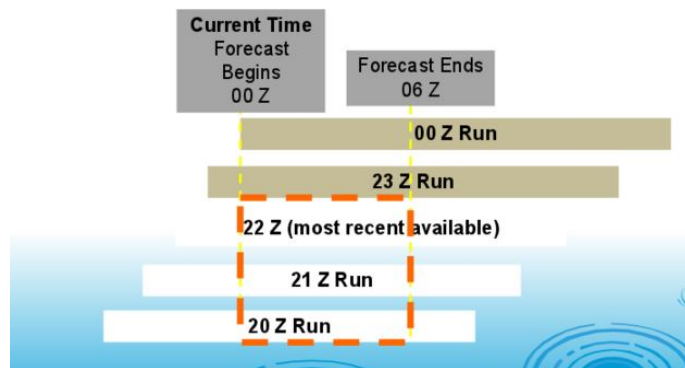 Current Time
Forecast
Begins
00 Z
Forecast Ends
06 Z
00 Z Run
23 Z Run
22 Z (most recent available)
21 Z Run
20 Z Run